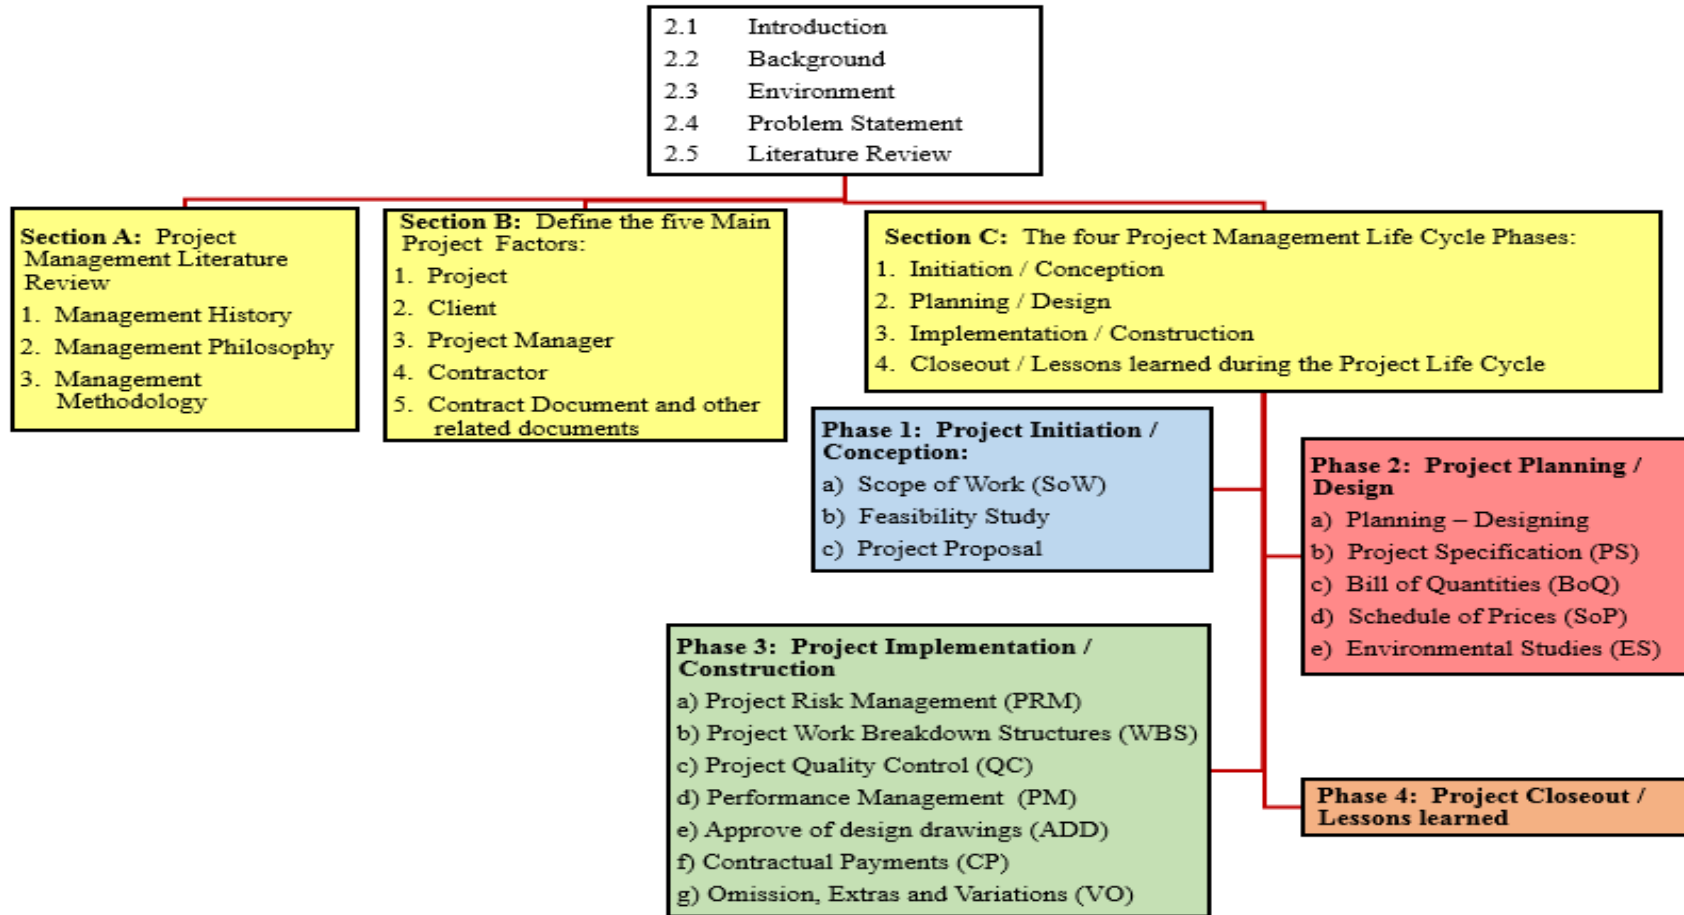 2.1 Introduction
2.2 Background
2.3 Environment
2.4 Problem Statement
2.5 Literature Review
Section A: Project
Management Literature
Review
1. Management History
2. Management Philosophy
3. Management
Methodology
Section B: Define the five Main
Project Factors:
1. Project
2. Client
3. Project Manager
4. Contractor
5. Contract Document and other
related documents
Section C: The four Project Management Life Cycle Phases:
1. Initiation / Conception
2. Planning / Design
3. Implementation / Construction
4. Closeout / Lessons learned during the Project Life Cycle
Phase 1: Project Initiation /
Conception:
a) Scope of Work (SoW)
b) Feasibility Study
c) Project Proposal
Phase 2: Project Planning /
Design
a) Planning – Designing
b) Project Specification (PS)
c) Bill of Quantities (BoQ)
d) Schedule of Prices (SoP)
e) Environmental Studies (ES)
Phase 3: Project Implementation /
Construction
a) Project Risk Management (PRM)
b) Project Work Breakdown Structures (WBS)
c) Project Quality Control (QC)
d) Performance Management (PM)
e) Approve of design drawings (ADD)
f) Contractual Payments (CP)
g) Omission, Extras and Variations (VO)
Phase 4: Project Closeout /
Lessons learned